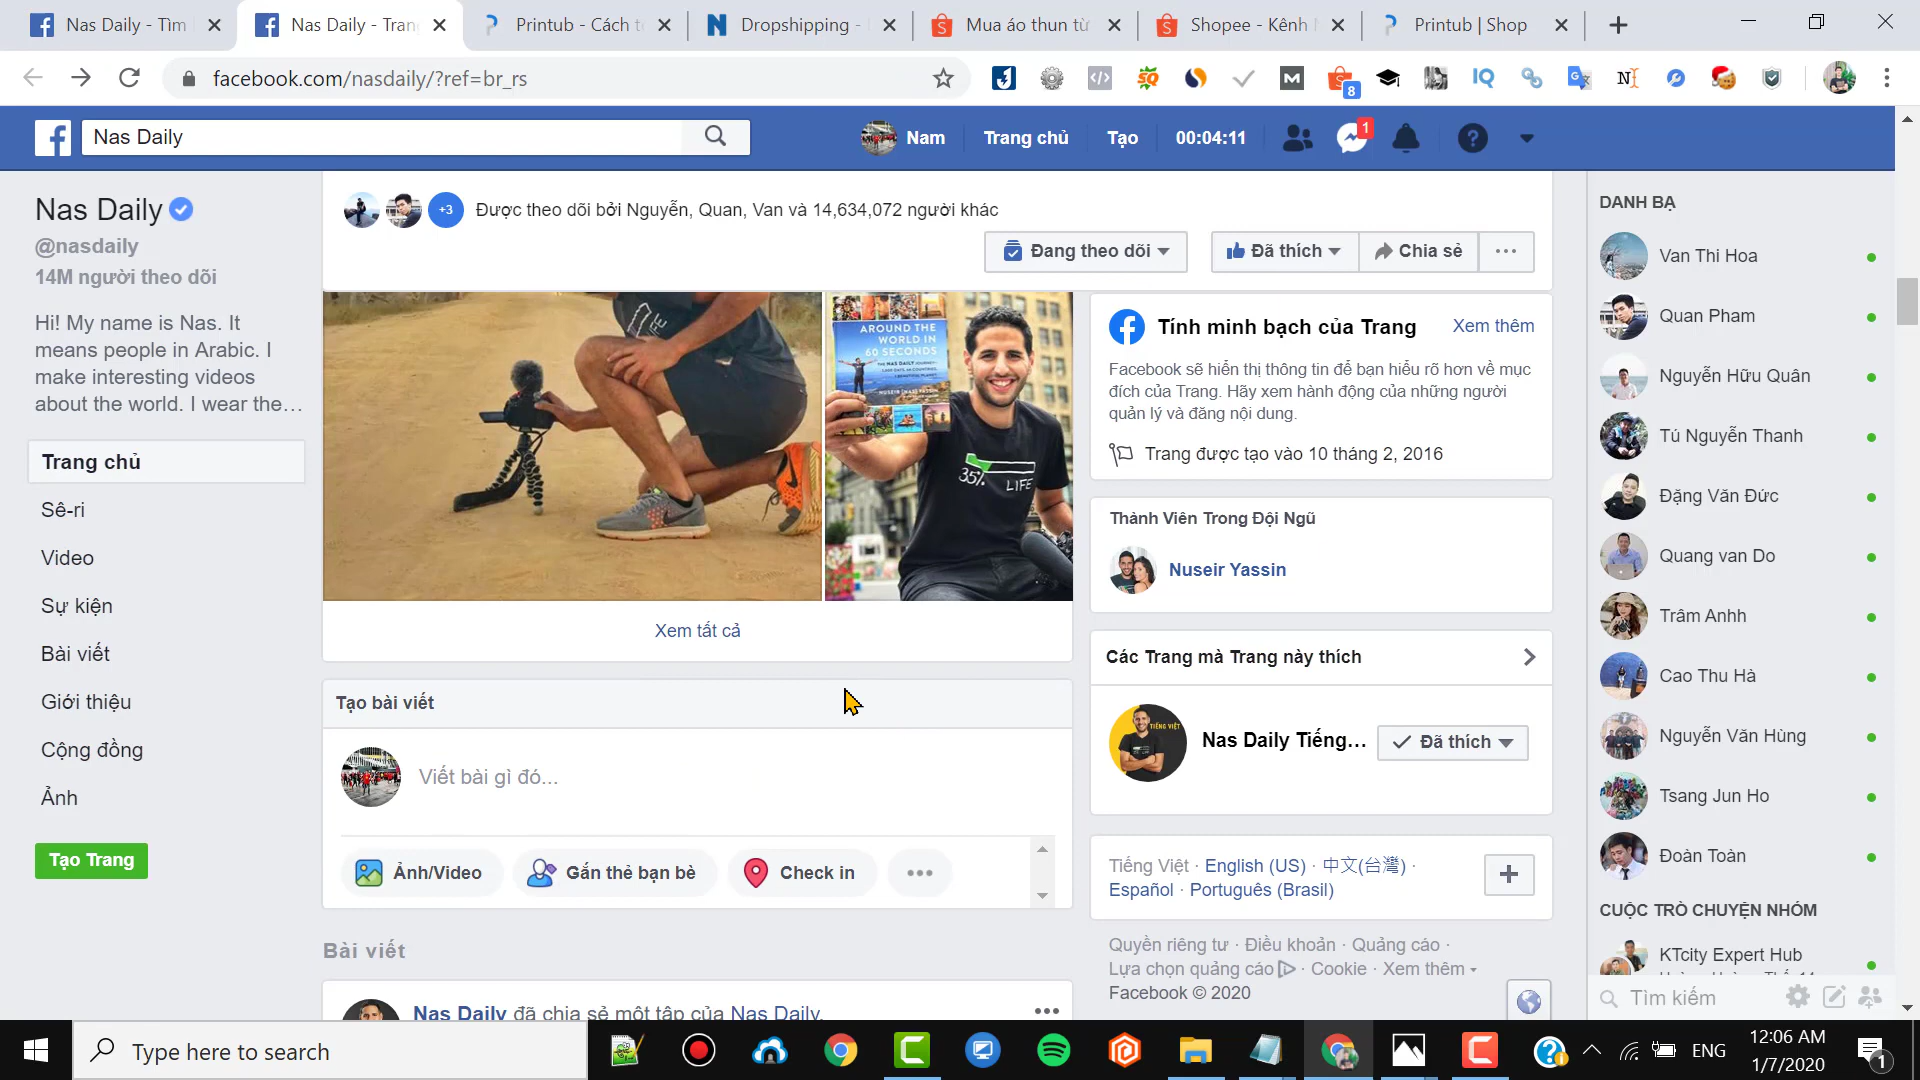 Nas Daily - Tìm
Nas Daily - Tran
Printub - Cách t
Dropshipping -
Mua áo thun từ
Shopee - Kênh
Printub | Shop
facebook.com/nasdaily/?ref=br_rs
8
Nas Daily
Nam
Trang chủ
Tạo
00:04:11
1
Nas Daily
@nasdaily
14M người theo dõi
Hi! My name is Nas. It
means people in Arabic. I
make interesting videos
about the world. I wear the…
Trang chủ
Sê-ri
Video
Sự kiện
Bài viết
Giới thiệu
Cộng đồng
Ảnh
Tạo Trang
+3
Được theo dõi bởi Nguyễn, Quan, Van và 14,634,072 người khác
Đang theo dõi
Đã thích
Chia sẻ
AROUND THE
WORLD IN
60 SECONDS
35%
LIFE
Xem tất cả
Tạo bài viết
Viết bài gì đó...
Ảnh/Video
Gắn thẻ bạn bè
Check in
Bài viết
Nas Daily đã chia sẻ một tập của Nas Daily.
Tính minh bạch của Trang
Xem thêm
Facebook sẽ hiển thị thông tin để bạn hiểu rõ hơn về mục
đích của Trang. Hãy xem hành động của những người
quản lý và đăng nội dung.
Trang được tạo vào 10 tháng 2, 2016
Thành Viên Trong Đội Ngũ
Nuseir Yassin
Các Trang mà Trang này thích
TIẾNG VIỆT
Nas Daily Tiếng...
Đã thích
Tiếng Việt · English (US) · 中文(台灣) ·
Español · Português (Brasil)
Quyền riêng tư · Điều khoản · Quảng cáo ·
Lựa chọn quảng cáo · Cookie · Xem thêm
Facebook © 2020
DANH BẠ
Van Thi Hoa
Quan Pham
Nguyễn Hữu Quân
Tú Nguyễn Thanh
Đặng Văn Đức
Quang van Do
Trâm Anhh
Cao Thu Hà
Nguyễn Văn Hùng
Tsang Jun Ho
Đoàn Toàn
CUỘC TRÒ CHUYỆN NHÓM
KTcity Expert Hub
Tìm kiếm
Type here to search
ENG
12:06 AM
1/7/2020
1